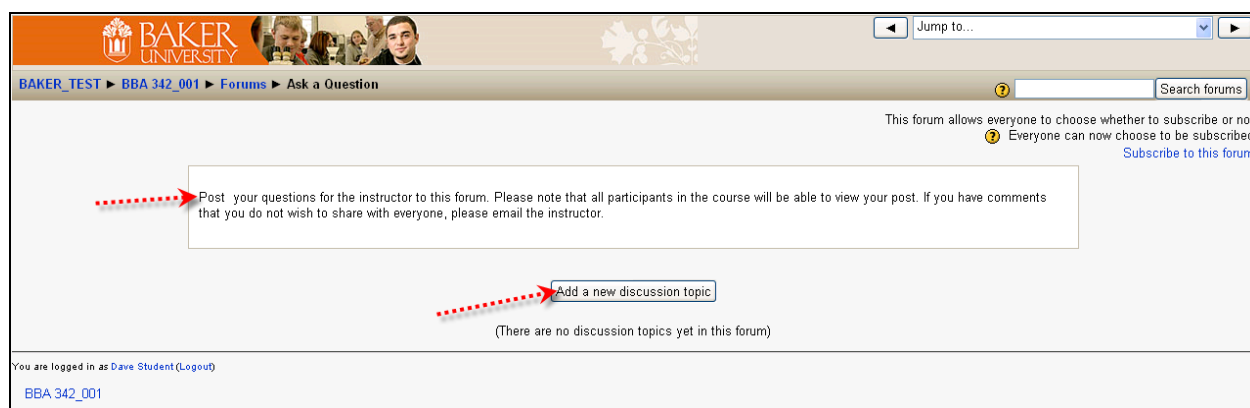 BAKER
UNIVERSITY
Jump to...
BAKER_TEST ► BBA 342_001 ► Forums ► Ask a Question
Search forums
This forum allows everyone to choose whether to subscribe or no
Everyone can now choose to be subscribed
Subscribe to this forum
Post your questions for the instructor to this forum. Please note that all participants in the course will be able to view your post. If you have comments
that you do not wish to share with everyone, please email the instructor.
Add a new discussion topic
(There are no discussion topics yet in this forum)
You are logged in as Dave Student (Logout)
BBA 342_001